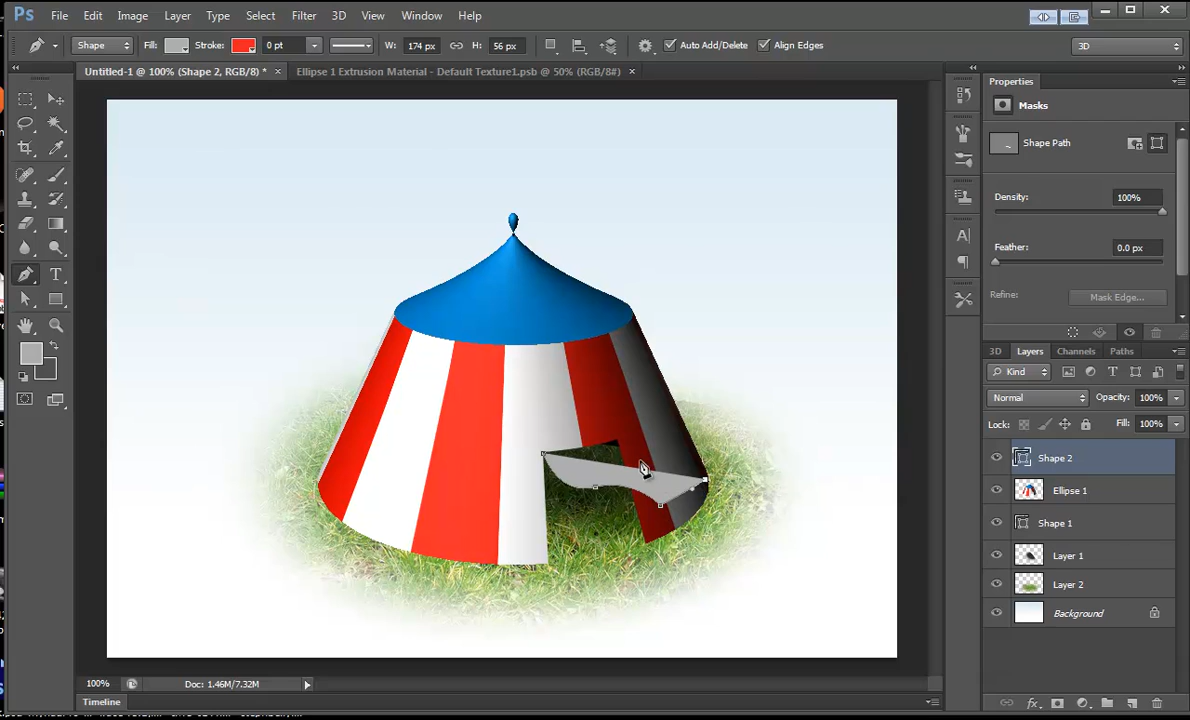 Ps File Edit Image Layer Type Select Filter 3D View Window Help
Shape Fill: Stroke: 0 pt W: 174 px H: 56 px Auto Add/Delete Align Edges 3D
Untitled-1 @ 100% (Shape 2, RGB/8) * × Ellipse 1 Extrusion Material - Default Texture1.psb @ 50% (RGB/8#) ×
Properties
Masks
Shape Path
Density: 100%
Feather: 0.0 px
Refine: Mask Edge...
3D Layers Channels Paths
Kind
Normal Opacity: 100%
Lock: Fill: 100%
Shape 2
Ellipse 1
Shape 1
Layer 1
Layer 2
Background
100% Doc: 1.46M/7.32M
Timeline